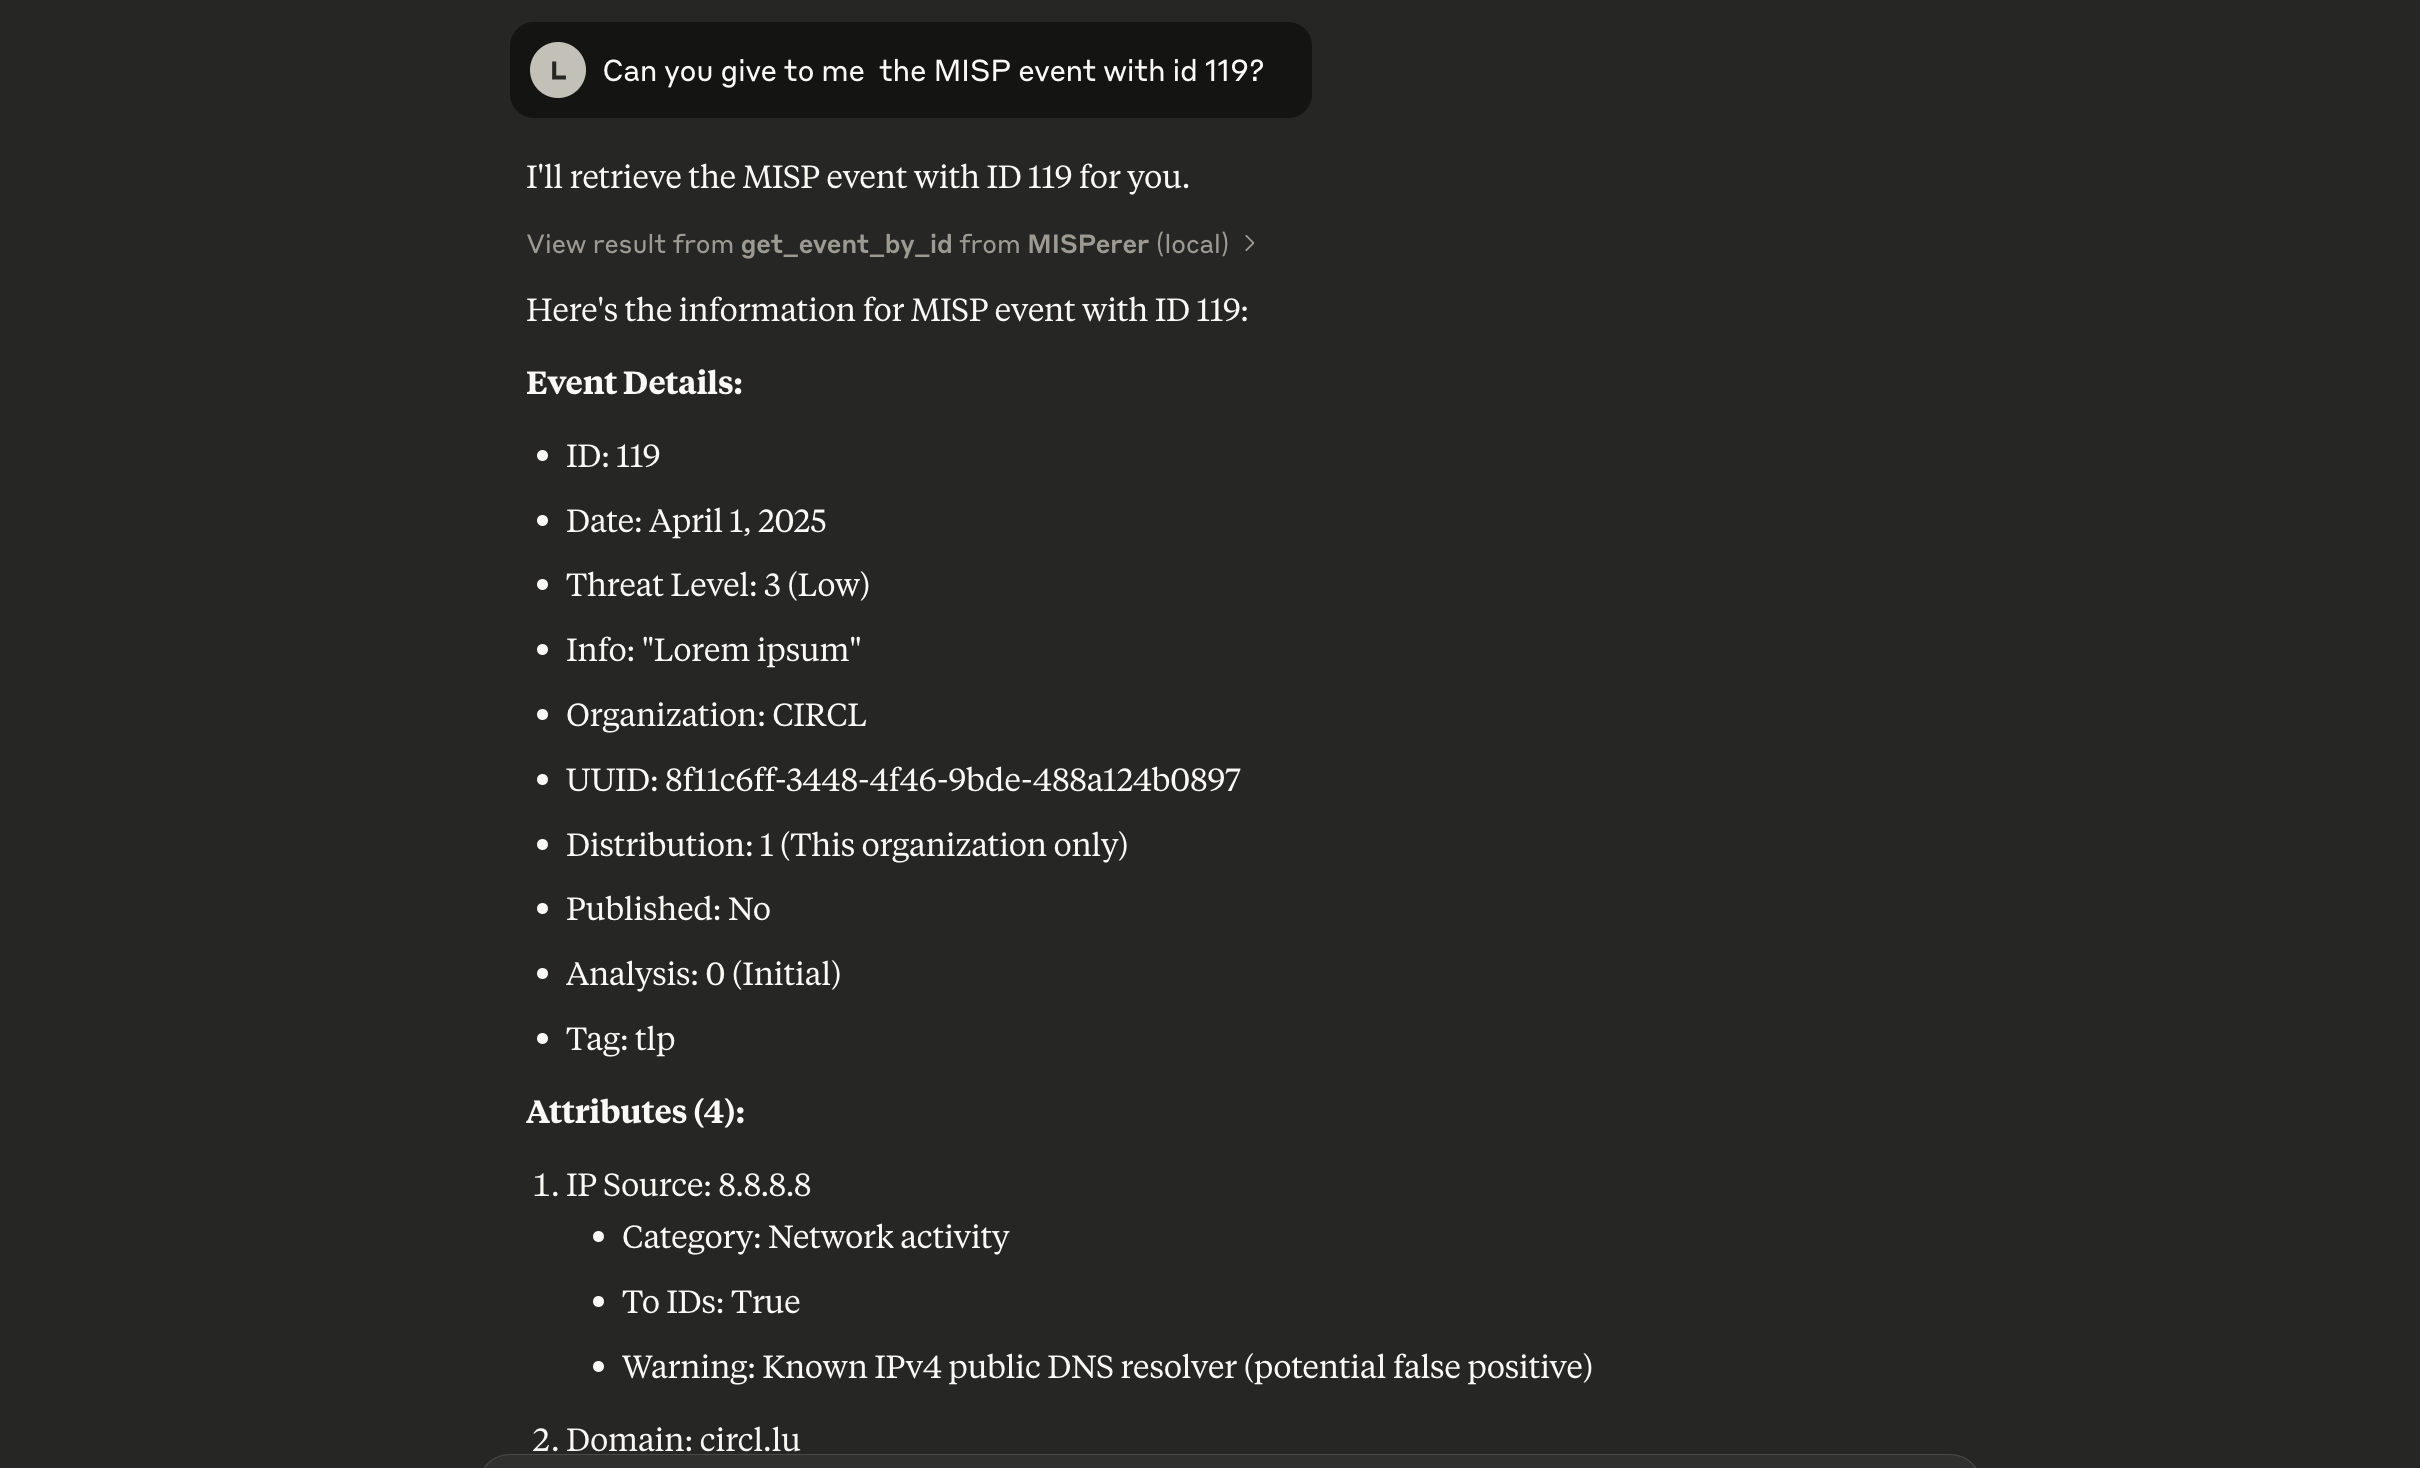 L
Can you give to me  the MISP event with id 119?
I'll retrieve the MISP event with ID 119 for you.
View result from get_event_by_id from MISPerer (local)
Here's the information for MISP event with ID 119:
Event Details:
• ID: 119
• Date: April 1, 2025
• Threat Level: 3 (Low)
• Info: "Lorem ipsum"
• Organization: CIRCL
• UUID: 8f11c6ff-3448-4f46-9bde-488a124b0897
• Distribution: 1 (This organization only)
• Published: No
• Analysis: 0 (Initial)
• Tag: tlp
Attributes (4):
1. IP Source: 8.8.8.8
• Category: Network activity
• To IDs: True
• Warning: Known IPv4 public DNS resolver (potential false positive)
2. Domain: circl.lu